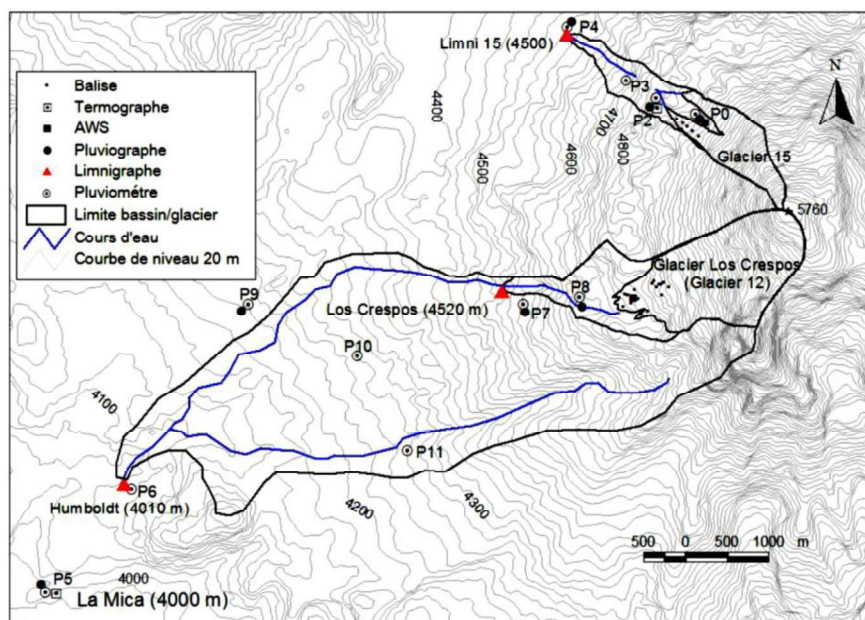 Balise
Termographe
AWS
Pluviographe
Limnigraphe
Pluviométre
Limite bassin/glacier
Cours d'eau
Courbe de niveau 20 m
P4
Limni 15 (4500)
N
4400
P3
P2
P0
4700
4500
4600
4800
Glacier 15
5760
Glacier Los Crespos
(Glacier 12)
P9
P8
Los Crespos (4520 m)
P7
P10
4100
P11
P6
Humboldt (4010 m)
4200
4300
500 0 500 1000 m
P5
4000
La Mica (4000 m)